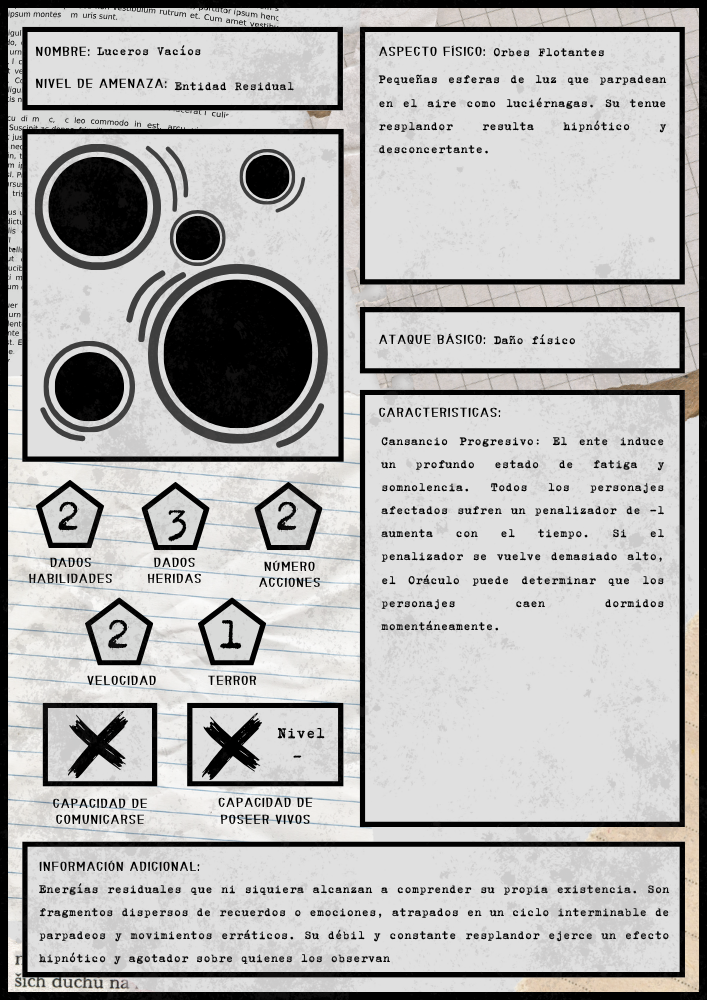 NOMBRE: Luceros Vacíos
NIVEL DE AMENAZA: Entidad Residual
ASPECTO FÍSICO: Orbes Flotantes
Pequeñas esferas de luz que parpadean
en el aire como luciérnagas. Su tenue
resplandor resulta hipnótico y
desconcertante.
ATAQUE BÁSICO: Daño físico
CARACTERISTICAS:
Cansancio Progresivo: El ente induce
un profundo estado de fatiga y
somnolencia. Todos los personajes
afectados sufren un penalizador de -1
aumenta con el tiempo. Si el
penalizador se vuelve demasiado alto,
el Oráculo puede determinar que los
personajes caen dormidos
momentáneamente.
2
3
2
DADOS
HABILIDADES
DADOS
HERIDAS
NÚMERO
ACCIONES
2
1
VELOCIDAD
TERROR
Nivel
-
CAPACIDAD DE
COMUNICARSE
CAPACIDAD DE
POSEER VIVOS
INFORMACIÓN ADICIONAL:
Energías residuales que ni siquiera alcanzan a comprender su propia existencia. Son
fragmentos dispersos de recuerdos o emociones, atrapados en un ciclo interminable de
parpadeos y movimientos erráticos. Su débil y constante resplandor ejerce un efecto
hipnótico y agotador sobre quienes los observan
šich duchu na